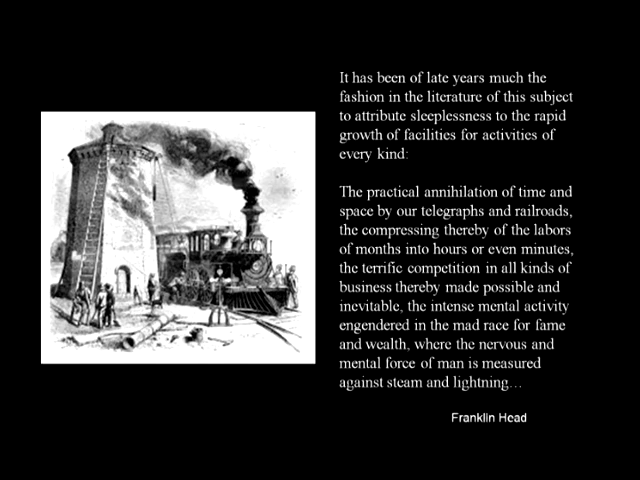 It has been of late years much the
fashion in the literature of this subject
to attribute sleeplessness to the rapid
growth of facilities for activities of
every kind:
The practical annihilation of time and
space by our telegraphs and railroads,
the compressing thereby of the labors
of months into hours or even minutes,
the terrific competition in all kinds of
business thereby made possible and
inevitable, the intense mental activity
engendered in the mad race for fame
and wealth, where the nervous and
mental force of man is measured
against steam and lightning…
Franklin Head